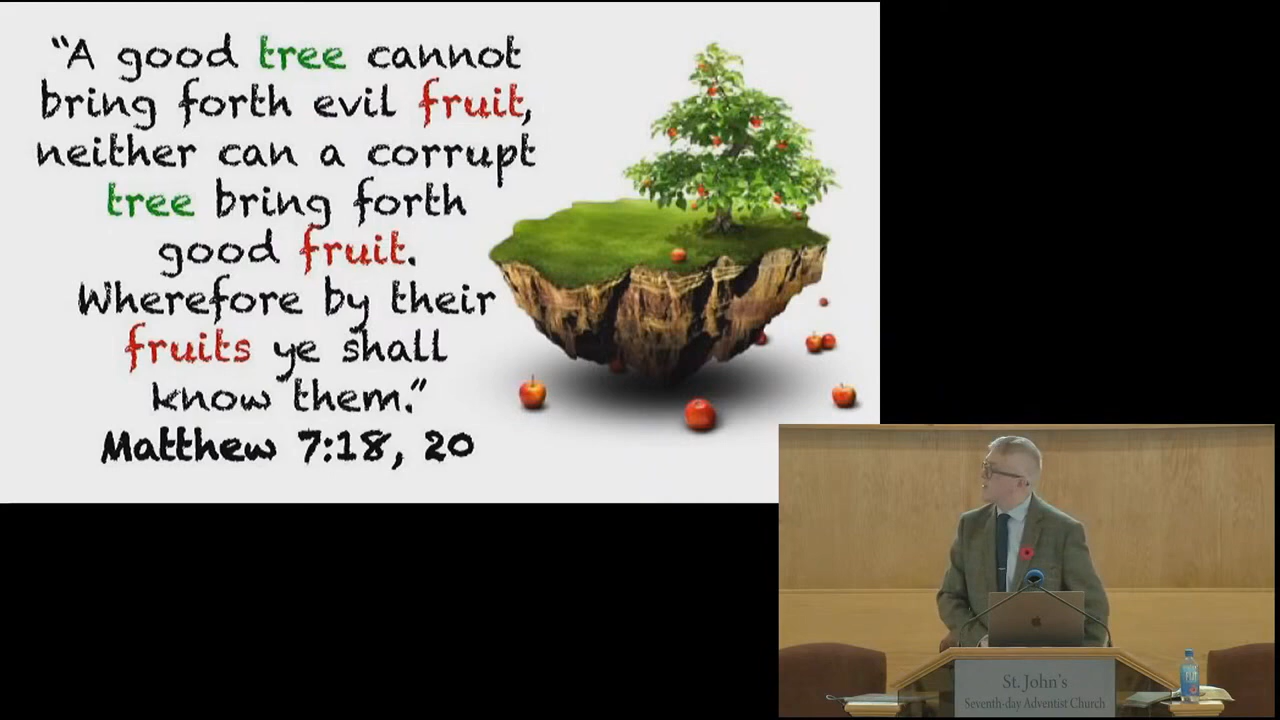 “A good tree cannot
bring forth evil fruit,
neither can a corrupt
tree bring forth
good fruit.
Wherefore by their
fruits ye shall
know them.”
Matthew 7:18, 20
St. John's
Seventh-day Adventist Church